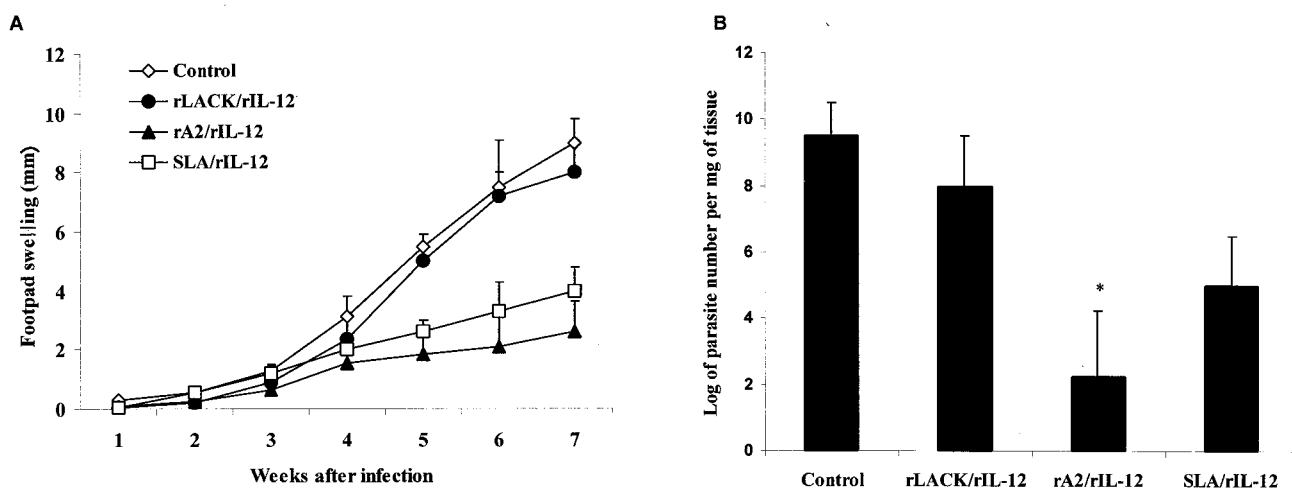 A
12
10
8
6
4
2
0
Footpad swelling (mm)
Control
rLACK/rIL-12
rA2/rIL-12
SLA/rIL-12
1 2 3 4 5 6 7
Weeks after infection
B
12
10
8
6
4
2
0
Log of parasite number per mg of tissue
*
Control rLACK/rIL-12 rA2/rIL-12 SLA/rIL-12